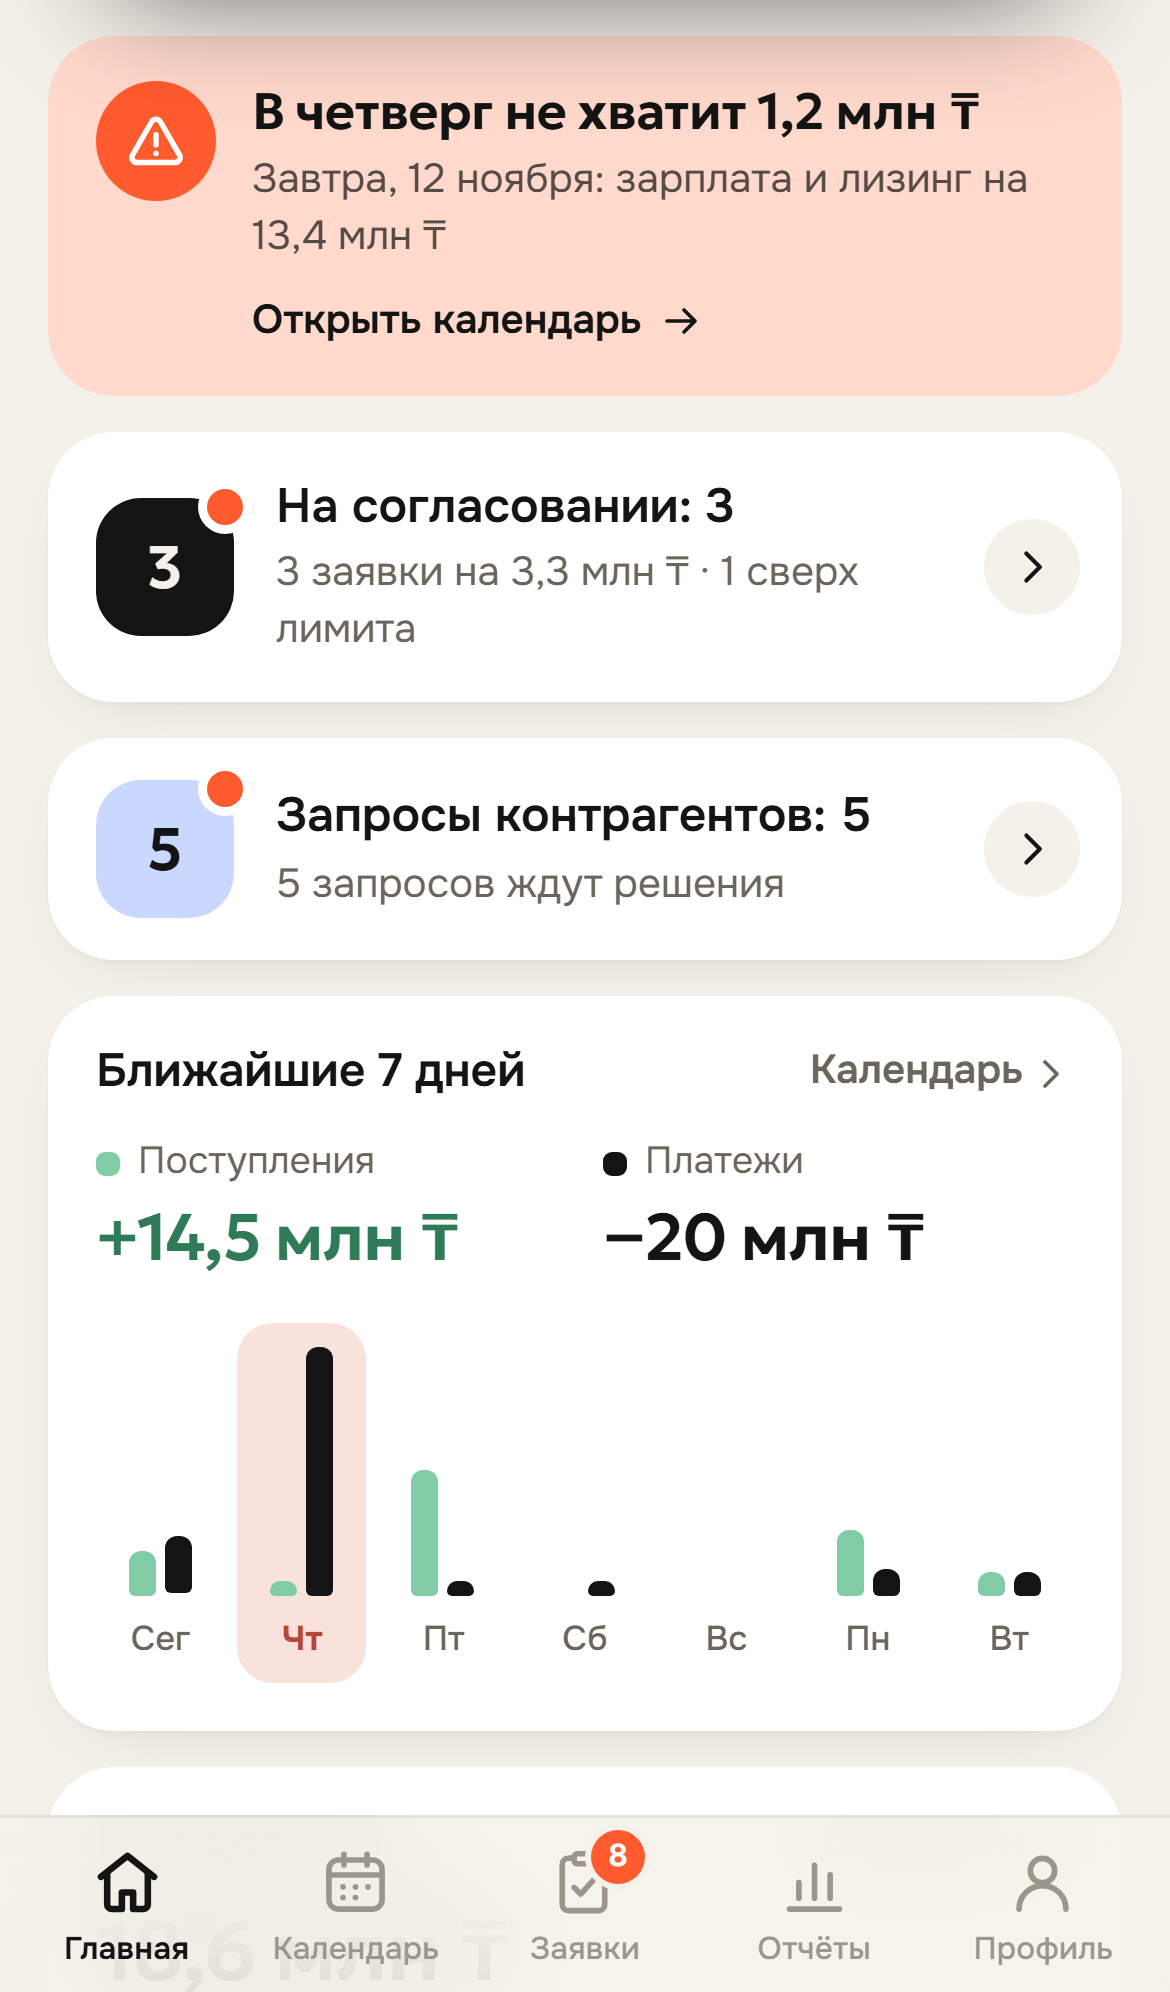 В четверг не хватит 1,2 млн ₸
Завтра, 12 ноября: зарплата и лизинг на
13,4 млн ₸
Открыть календарь →
3
На согласовании: 3
3 заявки на 3,3 млн ₸ · 1 сверх
лимита
5
Запросы контрагентов: 5
5 запросов ждут решения
Ближайшие 7 дней
Календарь
Поступления
Платежи
+14,5 млн ₸
−20 млн ₸
Сег
Чт
Пт
Сб
Вс
Пн
Вт
8
18,6 млн ₸
Главная
Календарь
Заявки
Отчёты
Профиль